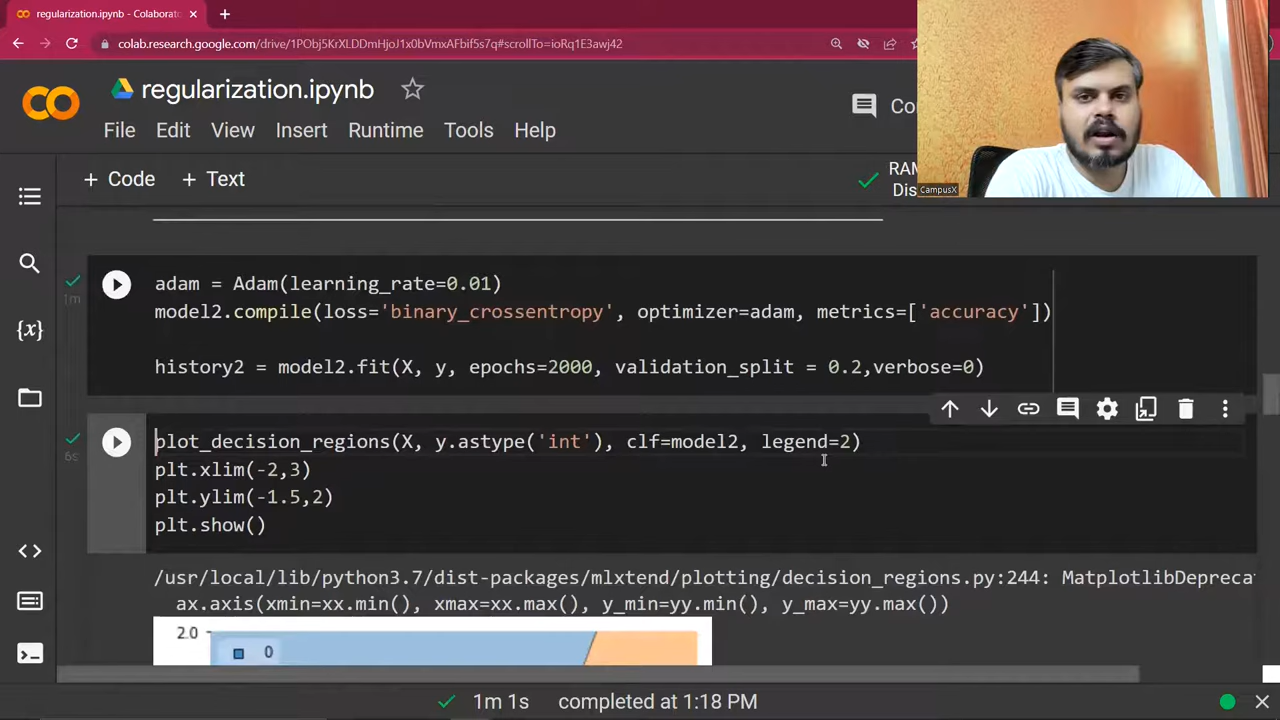 regularization.ipynb - Colaborato
colab.research.google.com/drive/1PObj5KrXLDDmHjoJ1x0bVmxAFbif5s7q#scrollTo=ioRq1E3awj42
regularization.ipynb
File Edit View Insert Runtime Tools Help
Co
+ Code + Text
RAM
Dis
CampusX
adam = Adam(learning_rate=0.01)
model2.compile(loss='binary_crossentropy', optimizer=adam, metrics=['accuracy'])
1m
history2 = model2.fit(X, y, epochs=2000, validation_split = 0.2,verbose=0)
plot_decision_regions(X, y.astype('int'), clf=model2, legend=2)
6s
plt.xlim(-2,3)
plt.ylim(-1.5,2)
plt.show()
/usr/local/lib/python3.7/dist-packages/mlxtend/plotting/decision_regions.py:244: MatplotlibDeprecat
ax.axis(xmin=xx.min(), xmax=xx.max(), y_min=yy.min(), y_max=yy.max())
2.0
0
1m 1s completed at 1:18 PM